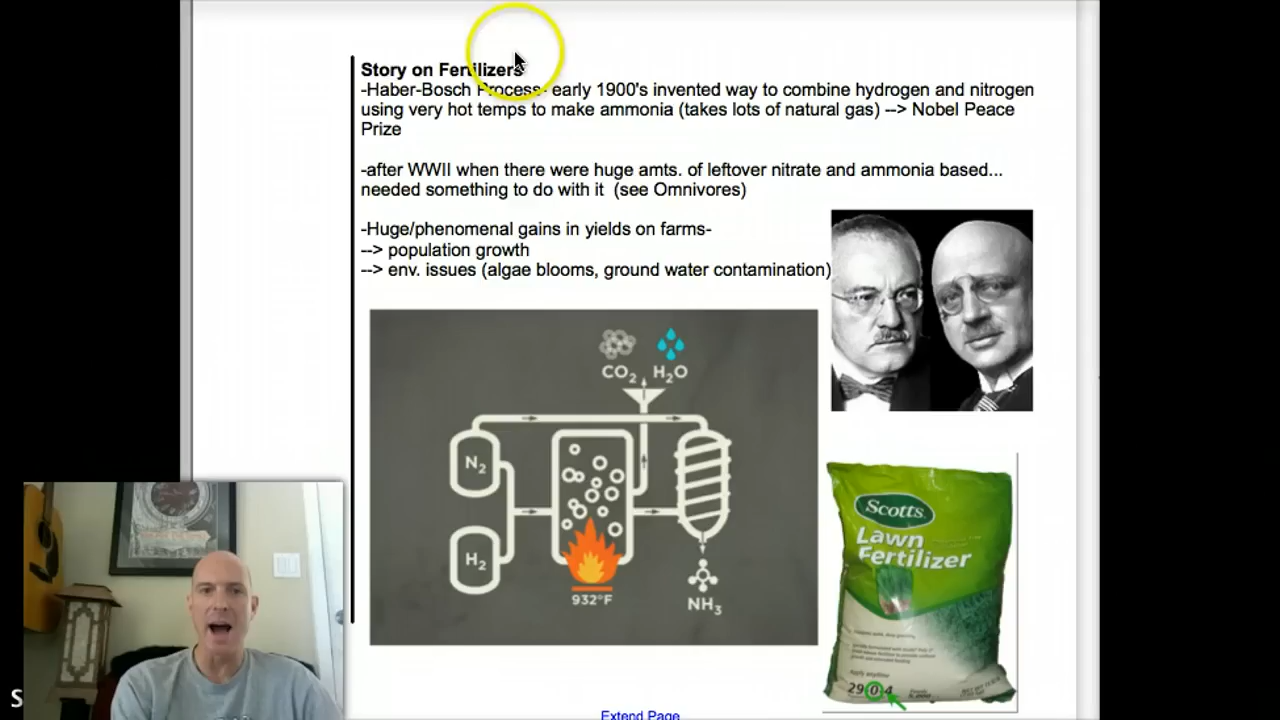 Story on Fertilizers
-Haber-Bosch Process- early 1900's invented way to combine hydrogen and nitrogen
using very hot temps to make ammonia (takes lots of natural gas) --> Nobel Peace
Prize
-after WWII when there were huge amts. of leftover nitrate and ammonia based...
needed something to do with it (see Omnivores)
-Huge/phenomenal gains in yields on farms-
--> population growth
--> env. issues (algae blooms, ground water contamination)
CO2 H2O
N2
H2
932°F
NH3
Scotts
Lawn
Fertilizer
29 0 4
S
Extend Page